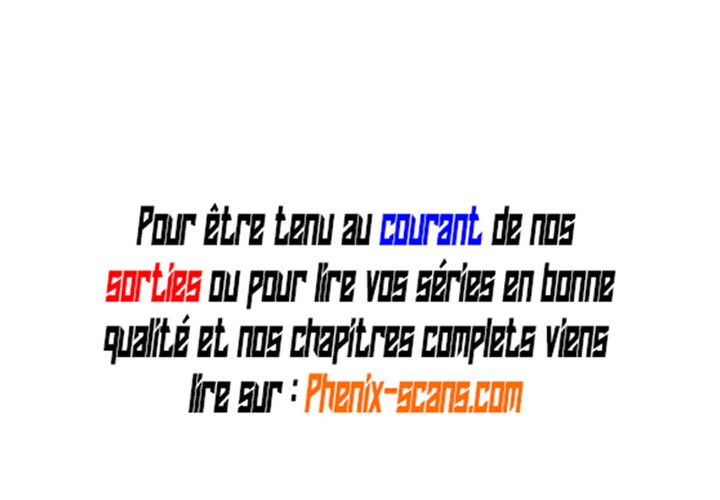 Pour être tenu au courant de nos
sorties ou pour lire vos séries en bonne
qualité et nos chapitres complets viens
lire sur : Phenix-scans.com